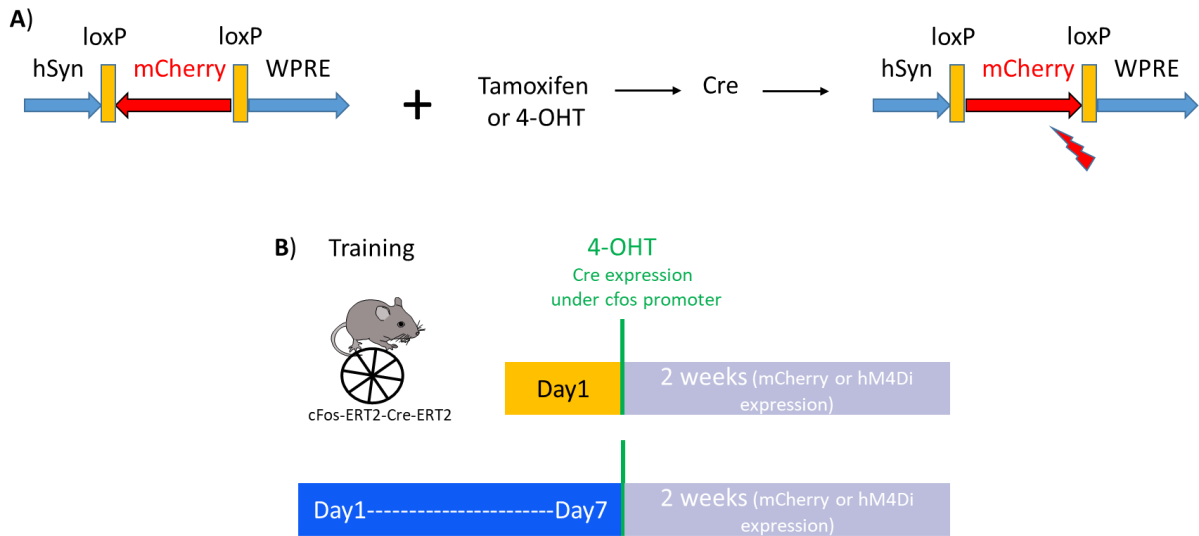 A)
loxP loxP
hSyn mCherry WPRE
+
Tamoxifen
or 4-OHT
Cre
loxP loxP
hSyn mCherry WPRE
B) Training
4-OHT
Cre expression
under cfos promoter
cFos-ERT2-Cre-ERT2
Day1
2 weeks (mCherry or hM4Di
expression)
Day1-----------------------Day7
2 weeks (mCherry or hM4Di
expression)